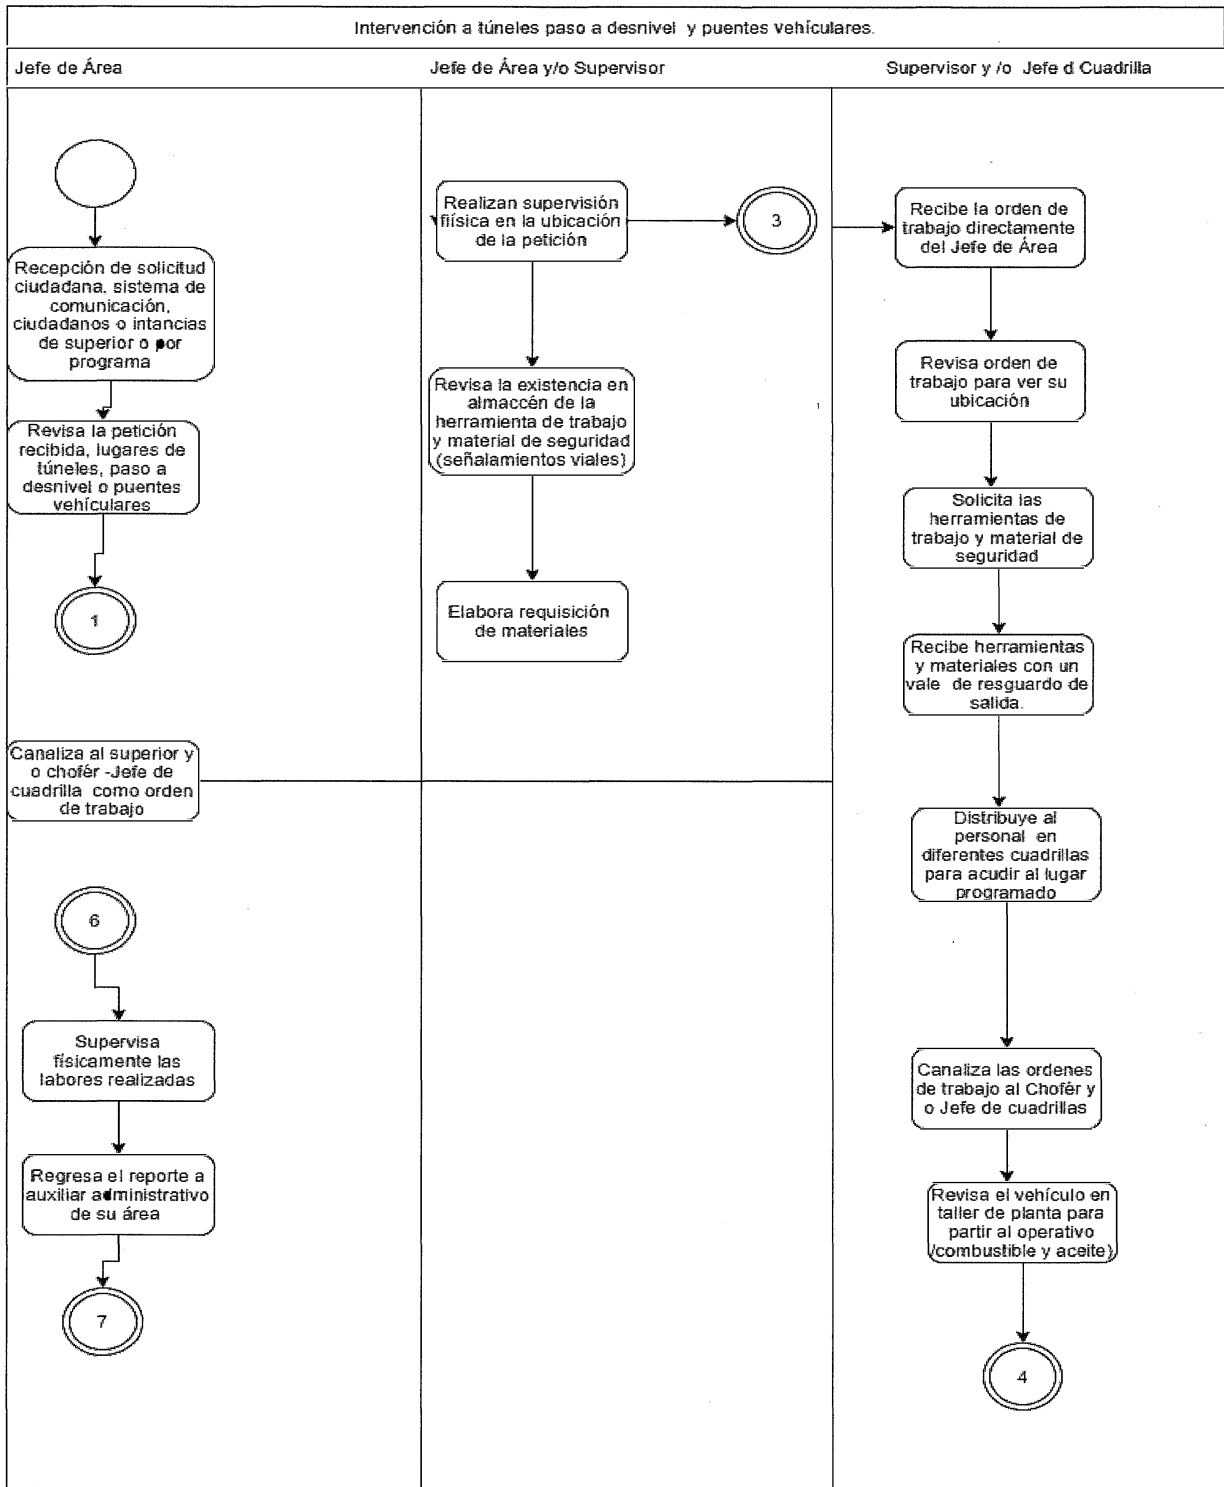 Intervención a túneles paso a desnivel y puentes vehículares.
Jefe de Área
Jefe de Área y/o Supervisor
Supervisor y /o Jefe d Cuadrilla
Recepción de solicitud
ciudadana, sistema de
comunicación,
ciudadanos o intancias
de superior o por
programa
Revisa la petición
recibida, lugares de
túneles, paso a
desnivel o puentes
vehículares
1
Canaliza al superior y
o chofér -Jefe de
cuadrilla como orden
de trabajo
6
Supervisa
físicamente las
labores realizadas
Regresa el reporte a
auxiliar administrativo
de su área
7
Realizan supervisión
fíísica en la ubicación
de la petición
3
Revisa la existencia en
almaccén de la
herramienta de trabajo
y material de seguridad
(señalamientos viales)
Elabora requisición
de materiales
Recibe la orden de
trabajo directamente
del Jefe de Área
Revisa orden de
trabajo para ver su
ubicación
Solicita las
herramientas de
trabajo y material de
seguridad
Recibe herramientas
y materiales con un
vale de resguardo de
salida.
Distribuye al
personal en
diferentes cuadrillas
para acudir al lugar
programado
Canaliza las ordenes
de trabajo al Chofér y
o Jefe de cuadrillas
Revisa el vehículo en
taller de planta para
partir al operativo
/combustible y aceite)
4